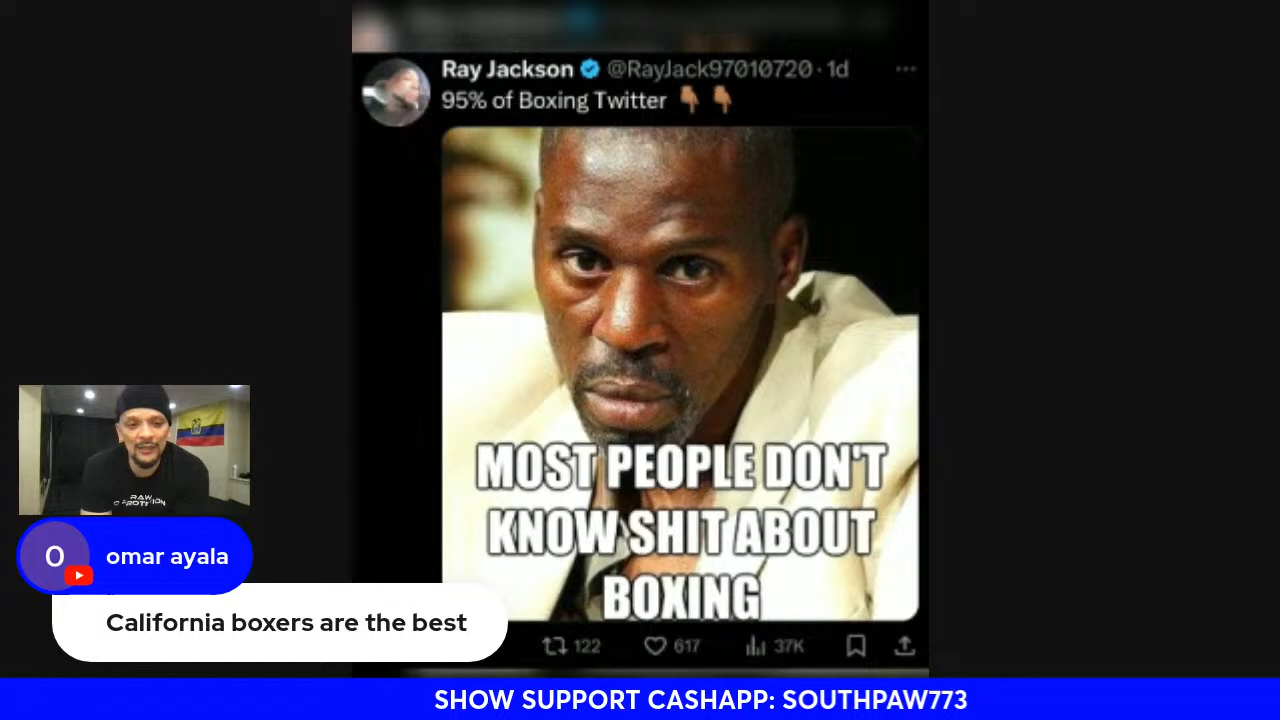 Ray Jackson @RayJack97010720 · 1d
95% of Boxing Twitter
MOST PEOPLE DON'T
KNOW SHIT ABOUT
BOXING
122 617 37K
RAW
O omar ayala
California boxers are the best
SHOW SUPPORT CASHAPP: SOUTHPAW773